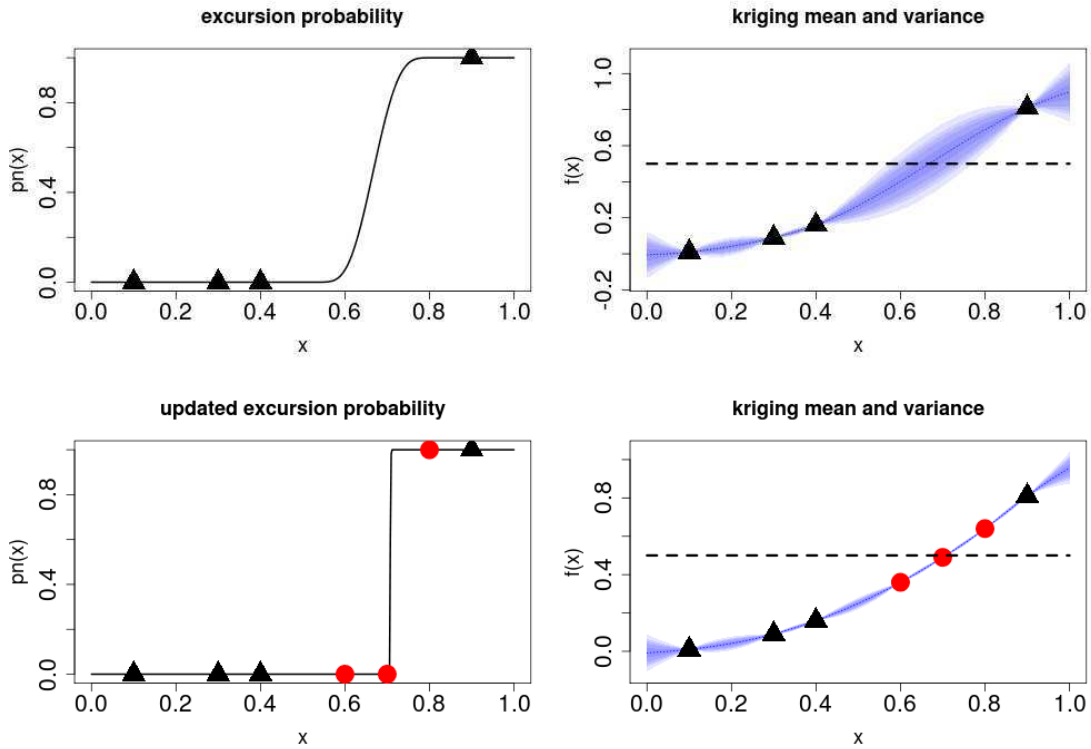 excursion probability
pn(x)
0.8
0.4
0.0
0.0 0.2 0.4 0.6 0.8 1.0
x
kriging mean and variance
f(x)
1.0
0.6
0.2
-0.2
0.0 0.2 0.4 0.6 0.8 1.0
x
updated excursion probability
pn(x)
0.8
0.4
0.0
0.0 0.2 0.4 0.6 0.8 1.0
x
kriging mean and variance
f(x)
0.8
0.4
0.0
0.0 0.2 0.4 0.6 0.8 1.0
x